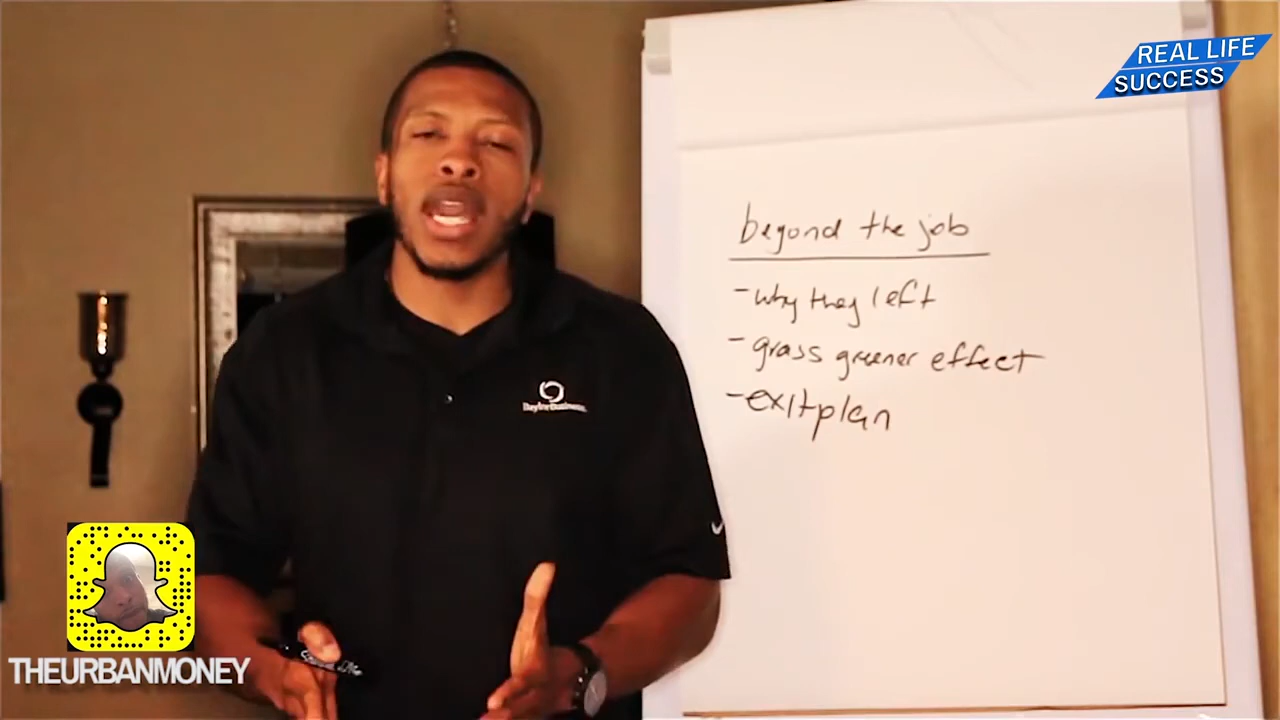 REAL LIFE
SUCCESS
beyond the job
- why they left
- grass greener effect
- exit plan
THEURBANMONEY